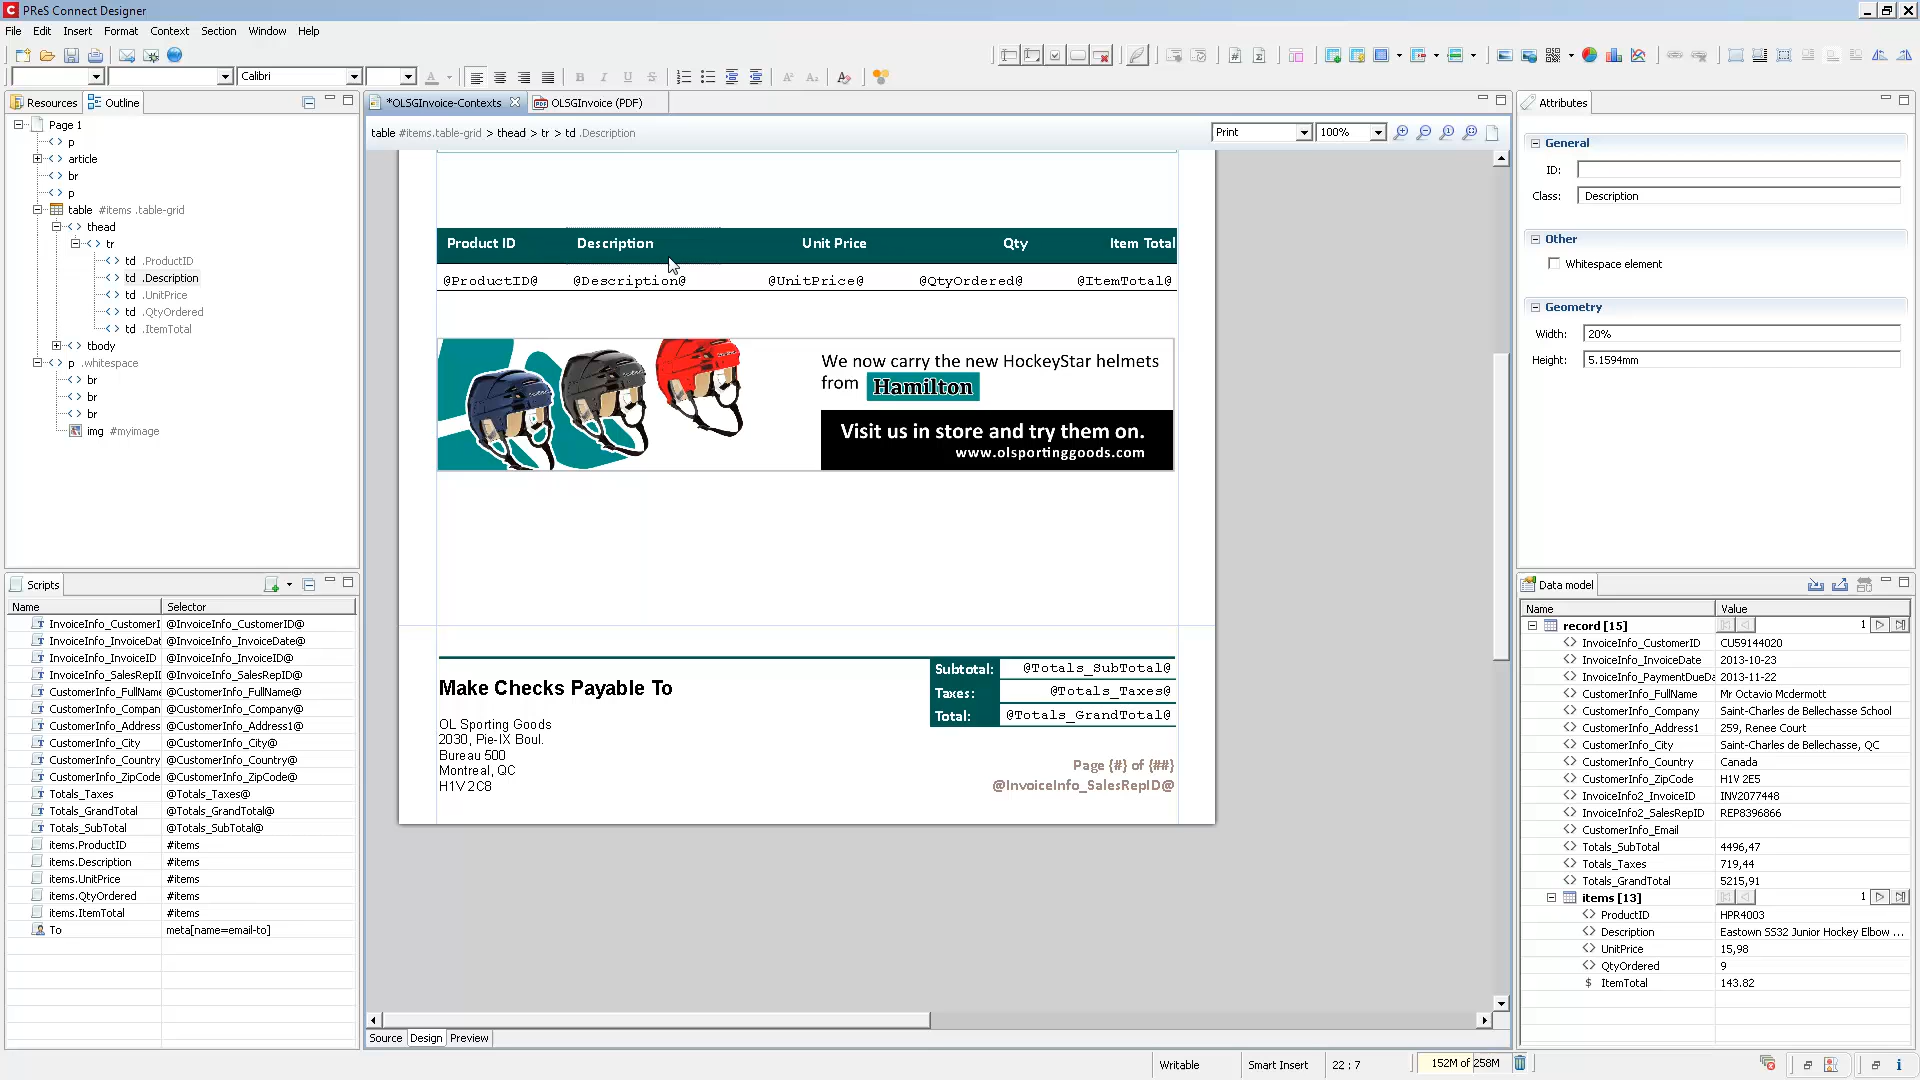 PReS Connect Designer
File Edit Insert Format Context Section Window Help
Calibri
Resources Outline
*OLSGInvoice-Contexts OLSGInvoice (PDF)
Attributes
table #items.table-grid > thead > tr > td .Description
Print 100%
Page 1
p
article
br
p
table #items .table-grid
thead
tr
td .ProductID
td .Description
td .UnitPrice
td .QtyOrdered
td .ItemTotal
tbody
p .whitespace
br
br
br
img #myimage
Product ID Description Unit Price Qty Item Total
@ProductID@ @Description@ @UnitPrice@ @QtyOrdered@ @ItemTotal@
We now carry the new HockeyStar helmets
from Hamilton
Visit us in store and try them on.
www.olsportinggoods.com
Make Checks Payable To
OL Sporting Goods
2030, Pie-IX Boul.
Bureau 500
Montreal, QC
H1V 2C8
Subtotal: @Totals_SubTotal@
Taxes: @Totals_Taxes@
Total: @Totals_GrandTotal@
Page {#} of {##}
@InvoiceInfo_SalesRepID@
General
ID:
Class: Description
Other
Whitespace element
Geometry
Width: 20%
Height: 5.1594mm
Scripts
Name Selector
InvoiceInfo_CustomerI @InvoiceInfo_CustomerID@
InvoiceInfo_InvoiceDat @InvoiceInfo_InvoiceDate@
InvoiceInfo_InvoiceID @InvoiceInfo_InvoiceID@
InvoiceInfo_SalesRepID @InvoiceInfo_SalesRepID@
CustomerInfo_FullName @CustomerInfo_FullName@
CustomerInfo_Compan @CustomerInfo_Company@
CustomerInfo_Address @CustomerInfo_Address1@
CustomerInfo_City @CustomerInfo_City@
CustomerInfo_Country @CustomerInfo_Country@
CustomerInfo_ZipCode @CustomerInfo_ZipCode@
Totals_Taxes @Totals_Taxes@
Totals_GrandTotal @Totals_GrandTotal@
Totals_SubTotal @Totals_SubTotal@
items.ProductID #items
items.Description #items
items.UnitPrice #items
items.QtyOrdered #items
items.ItemTotal #items
To meta[name=email-to]
Data model
Name Value
record [15] 1
InvoiceInfo_CustomerID CU59144020
InvoiceInfo_InvoiceDate 2013-10-23
InvoiceInfo_PaymentDueDa 2013-11-22
CustomerInfo_FullName Mr Octavio Mcdermott
CustomerInfo_Company Saint-Charles de Bellechasse School
CustomerInfo_Address1 259, Renee Court
CustomerInfo_City Saint-Charles de Bellechasse, QC
CustomerInfo_Country Canada
CustomerInfo_ZipCode H1V 2E5
InvoiceInfo2_InvoiceID INV2077448
InvoiceInfo2_SalesRepID REP8396866
CustomerInfo_Email
Totals_SubTotal 4496,47
Totals_Taxes 719,44
Totals_GrandTotal 5215,91
items [13] 1
ProductID HPR4003
Description Eastown SS32 Junior Hockey Elbow ...
UnitPrice 15,98
QtyOrdered 9
ItemTotal 143.82
Source Design Preview
Writable Smart Insert 22 : 7 152M of 258M